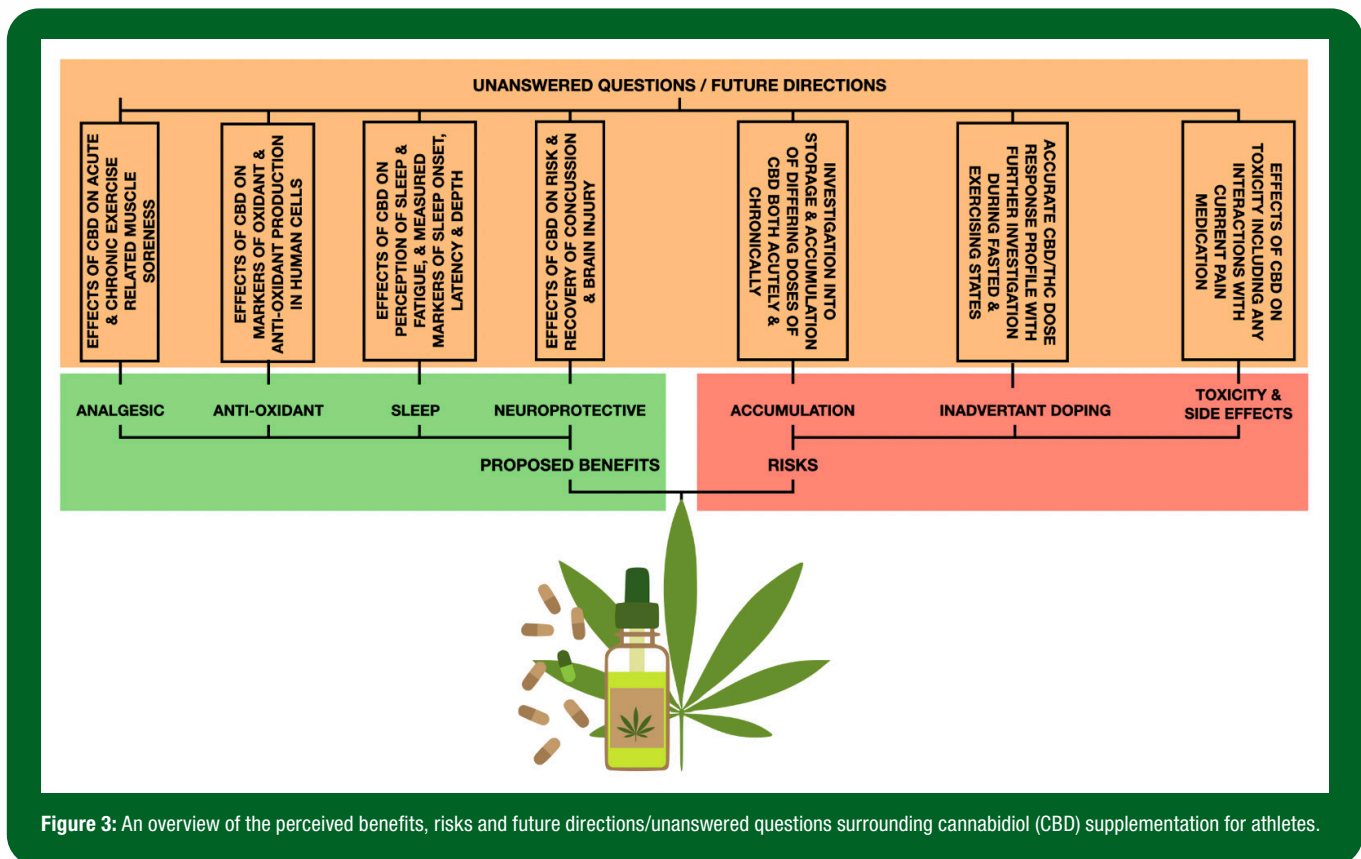 UNANSWERED QUESTIONS / FUTURE DIRECTIONS
EFFECTS OF CBD ON ACUTE
& CHRONIC EXERCISE
RELATED MUSCLE
SORENESS
EFFECTS OF CBD ON
MARKERS OF OXIDANT &
ANTI-OXIDANT PRODUCTION
IN HUMAN CELLS
EFFECTS OF CBD ON
PERCEPTION OF SLEEP &
FATIGUE, & MEASURED
MARKERS OF SLEEP ONSET,
LATENCY & DEPTH
EFFECTS OF CBD ON RISK &
RECOVERY OF CONCUSSION
& BRAIN INJURY
INVESTIGATION INTO
STORAGE & ACCUMULATION
OF DIFFERING DOSES OF
CBD BOTH ACUTELY &
CHRONICALLY
ACCURATE CBD/THC DOSE
RESPONSE PROFILE WITH
FURTHER INVESTIGATION
DURING FASTED &
EXERCISING STATES
EFFECTS OF CBD ON
TOXICITY INCLUDING ANY
INTERACTIONS WITH
CURRENT PAIN
MEDICATION
ANALGESIC
ANTI-OXIDANT
SLEEP
NEUROPROTECTIVE
ACCUMULATION
INADVERTANT DOPING
TOXICITY &
SIDE EFFECTS
PROPOSED BENEFITS
RISKS
Figure 3: An overview of the perceived benefits, risks and future directions/unanswered questions surrounding cannabidiol (CBD) supplementation for athletes.